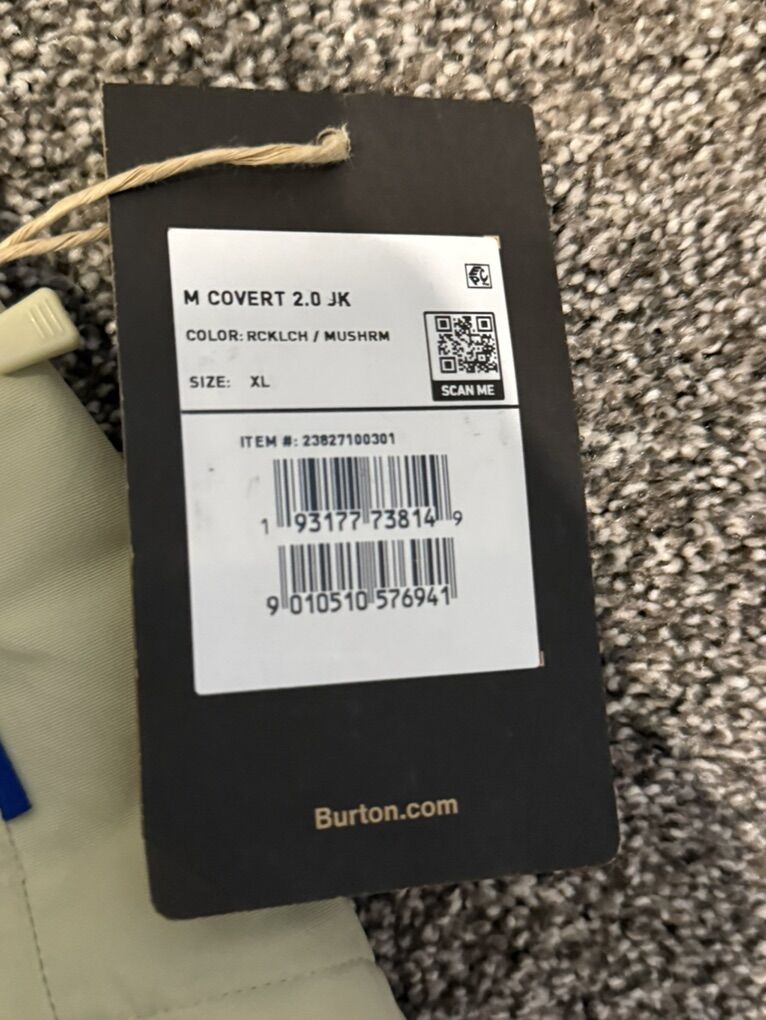 M COVERT 2.0 JK
COLOR: RCKLCH / MUSHRM
SIZE: XL
SCAN ME
ITEM #: 23827100301
1 93177 73814 9
9 010510 576941
Burton.com